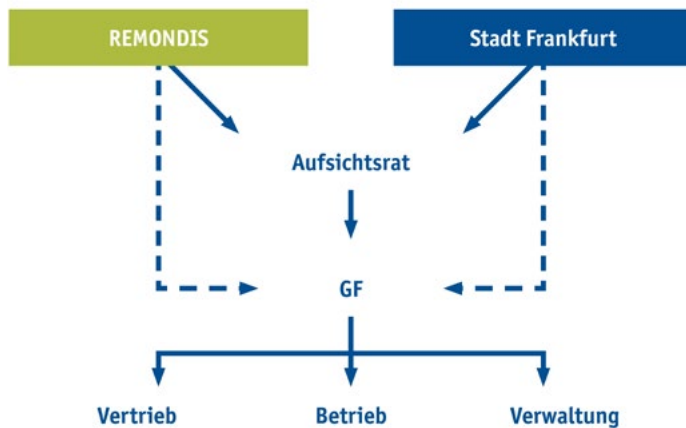 REMONDIS
Stadt Frankfurt
Aufsichtsrat
GF
Vertrieb
Betrieb
Verwaltung